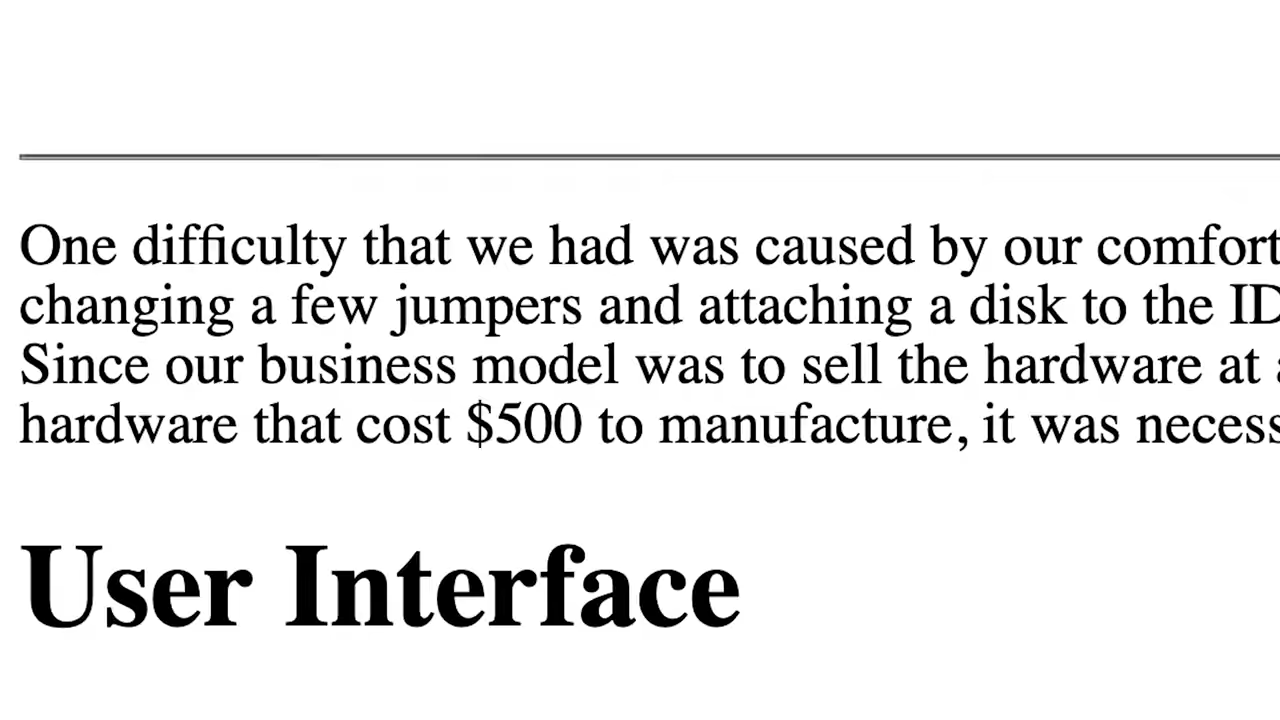 One difficulty that we had was caused by our comfort
changing a few jumpers and attaching a disk to the ID
Since our business model was to sell the hardware at
hardware that cost $500 to manufacture, it was necess
User Interface